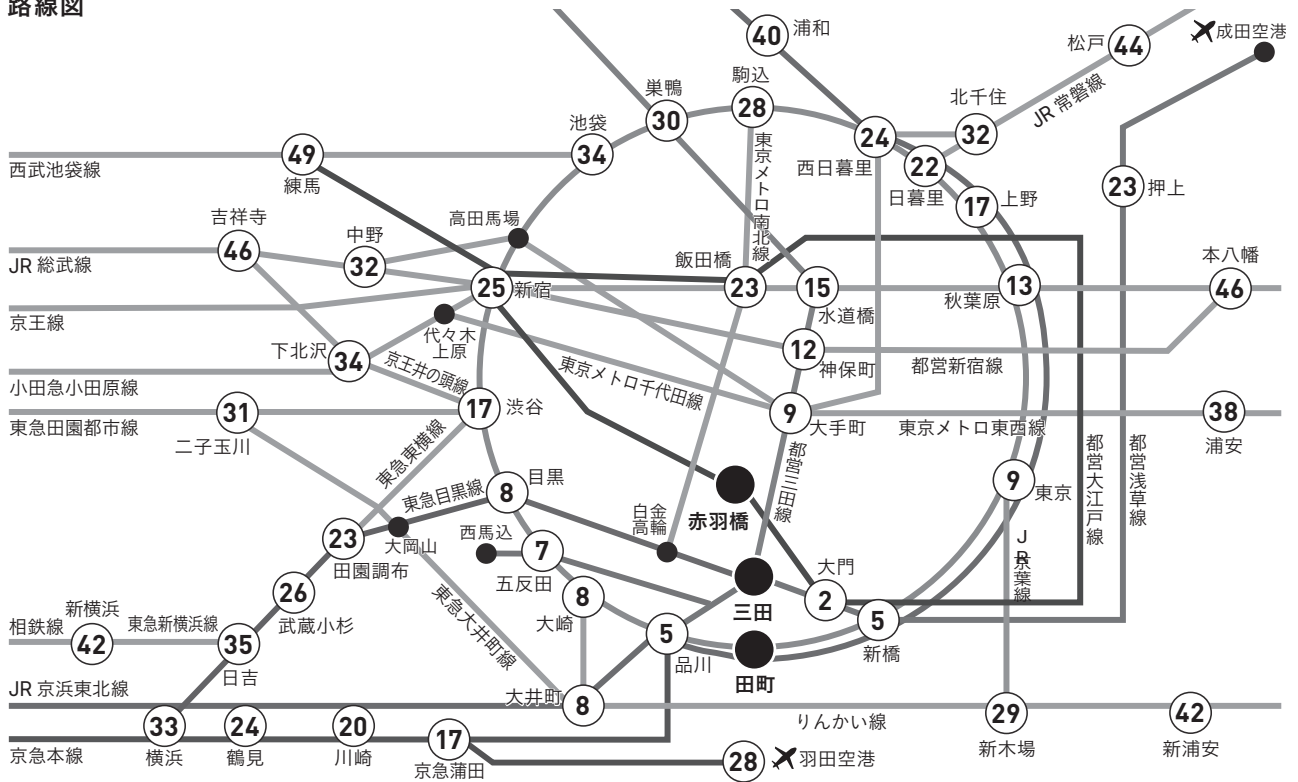 路線図
40
浦和
松戸
44
成田空港
駒込
28
巣鴨
30
北千住
32
JR 常磐線
池袋
34
24
西日暮里
22
日暮里
49
練馬
西武池袋線
東京メトロ南北線
23
押上
17
上野
吉祥寺
46
中野
32
高田馬場
JR 総武線
飯田橋
23
25
新宿
15
水道橋
13
秋葉原
本八幡
46
京王線
代々木
上原
下北沢
34
京王井の頭線
東京メトロ千代田線
12
神保町
都営新宿線
小田急小田原線
31
二子玉川
東急田園都市線
17
渋谷
9
大手町
東京メトロ東西線
38
浦安
東急東横線
都営三田線
都営大江戸線
都営浅草線
東急目黒線
8
目黒
9
東京
赤羽橋
白金
高輪
西馬込
23
田園調布
大岡山
7
五反田
JR京葉線
26
武蔵小杉
東急大井町線
8
大崎
三田
大門
2
5
新橋
新横浜
42
相鉄線
東急新横浜線
35
日吉
5
品川
田町
JR 京浜東北線
大井町
8
りんかい線
29
新木場
42
新浦安
33
横浜
24
鶴見
20
川崎
17
京急蒲田
京急本線
28
羽田空港